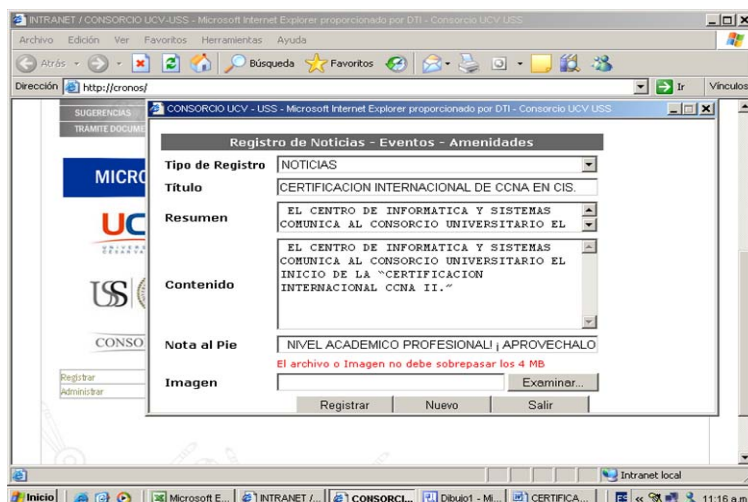 INTRANET / CONSORCIO UCV-USS - Microsoft Internet Explorer proporcionado por DTI - Consorcio UCV USS
Archivo Edición Ver Favoritos Herramientas Ayuda
Atrás Búsqueda Favoritos
Dirección http://cronos/ Ir Vínculos
SUGERENCIAS
TRAMITE DOCUME
CONSORCIO UCV - USS - Microsoft Internet Explorer proporcionado por DTI - Consorcio UCV USS
Registro de Noticias - Eventos - Amenidades
Tipo de Registro NOTICIAS
MICRO
Título CERTIFICACION INTERNACIONAL DE CCNA EN CIS.
Resumen EL CENTRO DE INFORMATICA Y SISTEMAS
COMUNICA AL CONSORCIO UNIVERSITARIO EL
UC
Contenido EL CENTRO DE INFORMATICA Y SISTEMAS
COMUNICA AL CONSORCIO UNIVERSITARIO EL
INICIO DE LA “CERTIFICACION
INTERNACIONAL CCNA II.”
USS
CONSO
Nota al Pie NIVEL ACADEMICO PROFESIONAL! ¡ APROVECHALO
El archivo o Imagen no debe sobrepasar los 4 MB
Imagen Examinar...
Registrar
Administrar
Registrar Nuevo Salir
Intranet local
Inicio Microsoft E... INTRANET /... CONSORCI... Dibujo1 - Mi... CERTIFICA... ES « 11:16 a.m.